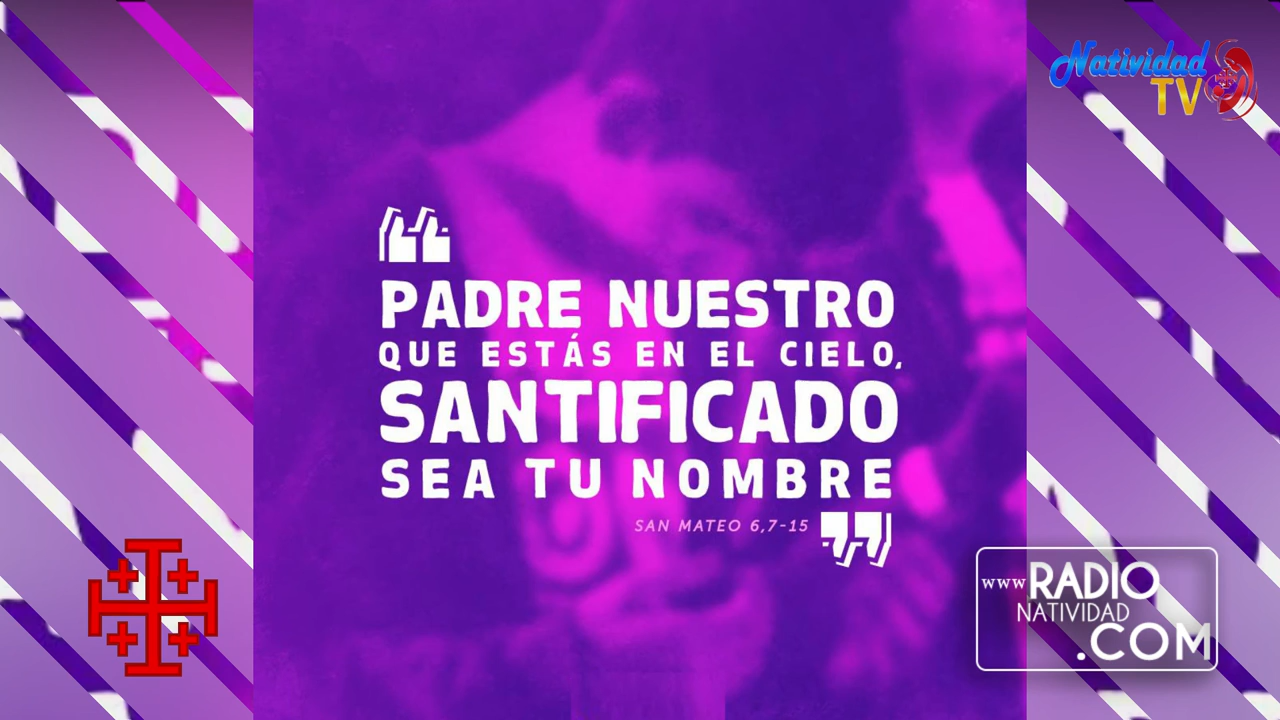 Natividad
TV
PADRE NUESTRO
QUE ESTÁS EN EL CIELO,
SANTIFICADO
SEA TU NOMBRE
SAN MATEO 6,7-15
www RADIO
NATIVIDAD
.COM